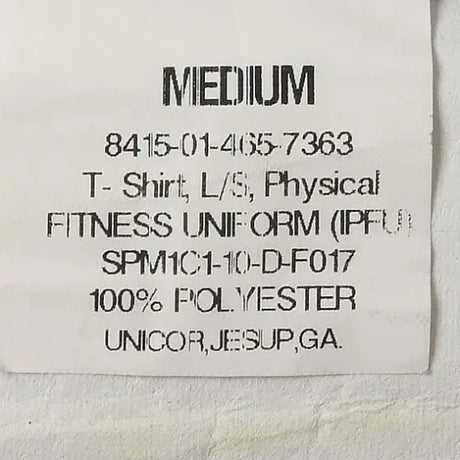 MEDIUM
8415-01-465-7363
T- Shirt, L/S, Physical
FITNESS UNIFORM (IPFU)
SPM1C1-10-D-F017
100% POLYESTER
UNICOR,JESUP,GA.